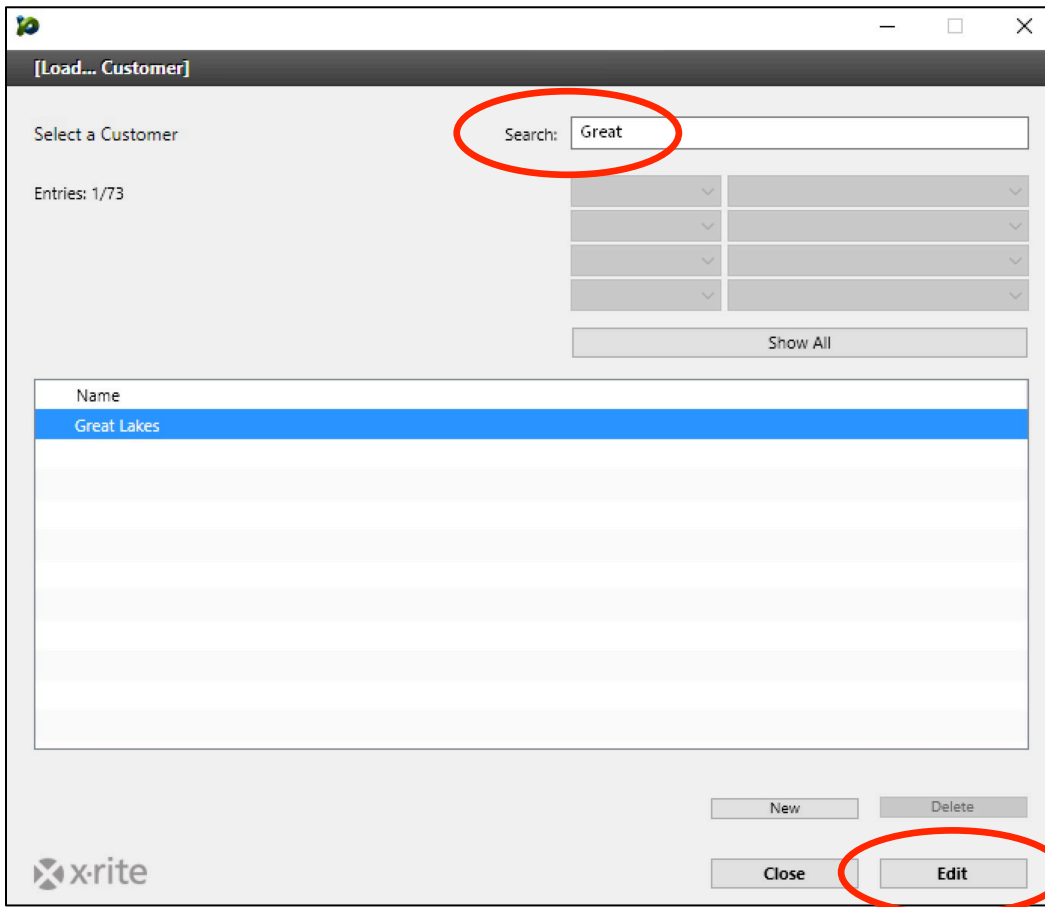 [Load... Customer]
Select a Customer
Search: Great
Entries: 1/73
Show All
Name
Great Lakes
New Delete
x·rite
Close Edit